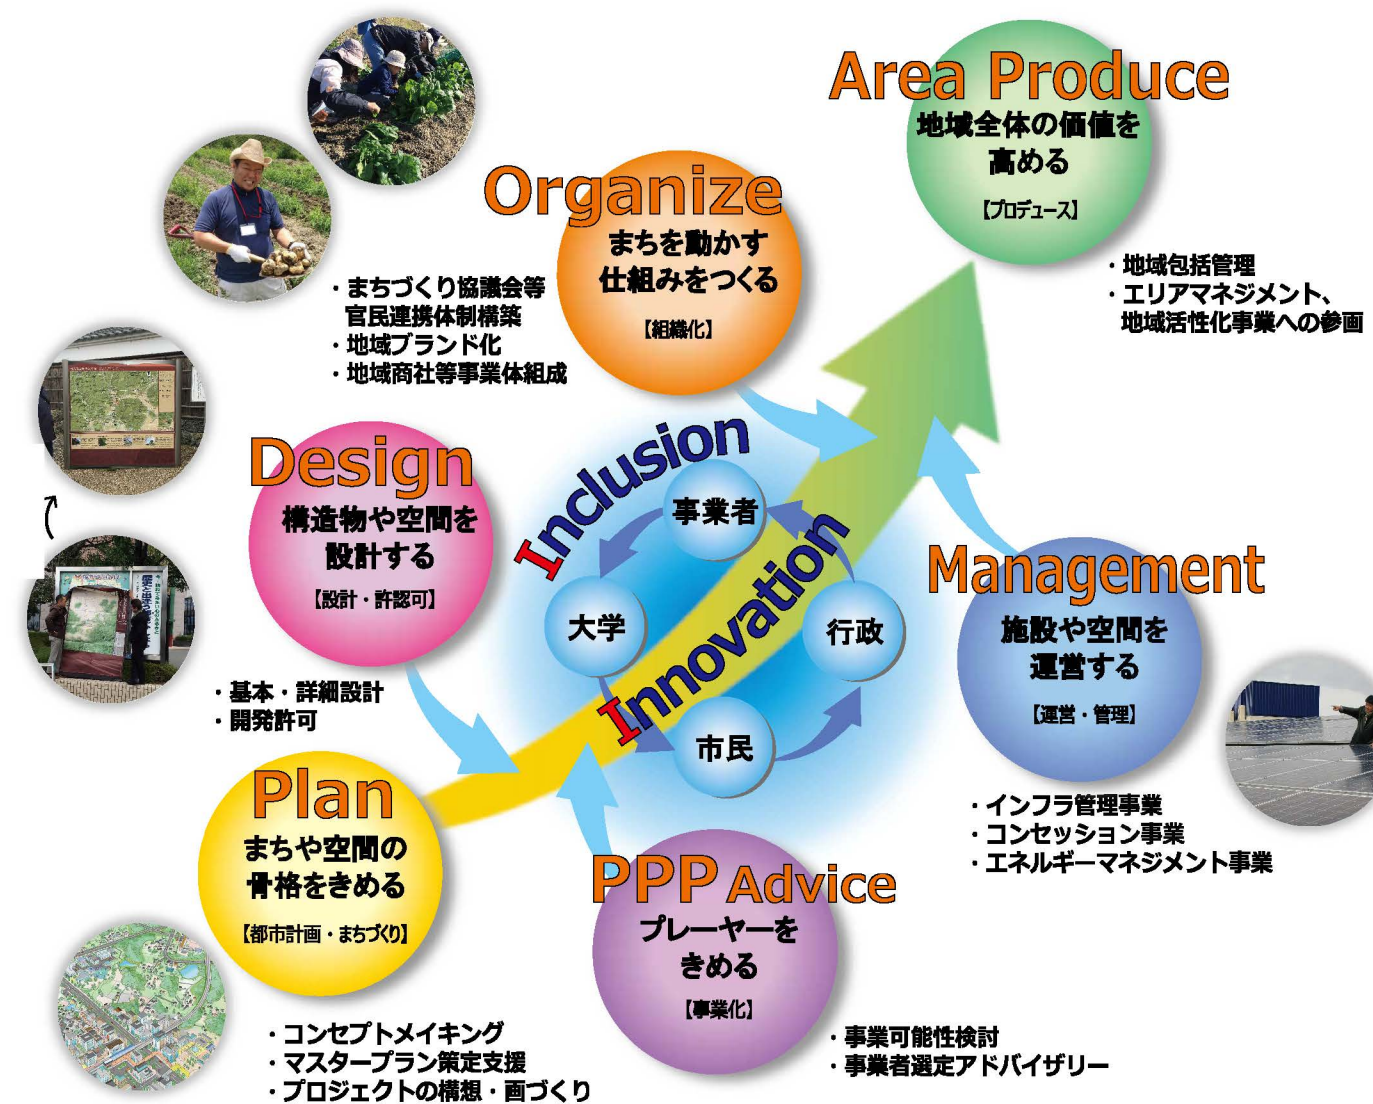 Area Produce
地域全体の価値を
高める
【プロデュース】
・地域包括管理
・エリアマネジメント、
地域活性化事業への参画
Organize
まちを動かす
仕組みをつくる
【組織化】
・まちづくり協議会等
官民連携体制構築
・地域ブランド化
・地域商社等事業体組成
Design
構造物や空間を
設計する
【設計・許認可】
・基本・詳細設計
・開発許可
Inclusion
Innovation
事業者
大学
行政
市民
Management
施設や空間を
運営する
【運営・管理】
・インフラ管理事業
・コンセッション事業
・エネルギーマネジメント事業
Plan
まちや空間の
骨格をきめる
【都市計画・まちづくり】
・コンセプトメイキング
・マスタープラン策定支援
・プロジェクトの構想・画づくり
PPP Advice
プレーヤーを
きめる
【事業化】
・事業可能性検討
・事業者選定アドバイザリー